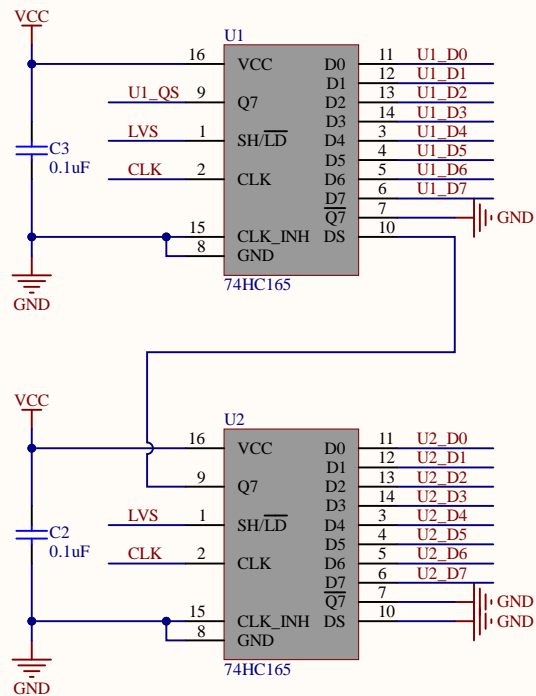 VCC
U1
16 VCC D0 11 U1_D0
D1 12 U1_D1
U1_QS 9 Q7 D2 13 U1_D2
D3 14 U1_D3
LVS 1 SH/LD D4 3 U1_D4
C3
0.1uF
D5 4 U1_D5
CLK 2 CLK D6 5 U1_D6
D7 6 U1_D7
Q7 7 GND
15 CLK_INH DS 10
8 GND
GND
74HC165
VCC
U2
16 VCC D0 11 U2_D0
D1 12 U2_D1
9 Q7 D2 13 U2_D2
D3 14 U2_D3
LVS 1 SH/LD D4 3 U2_D4
C2
0.1uF
D5 4 U2_D5
CLK 2 CLK D6 5 U2_D6
D7 6 U2_D7
Q7 7 GND
15 CLK_INH DS 10 GND
8 GND
74HC165
GND